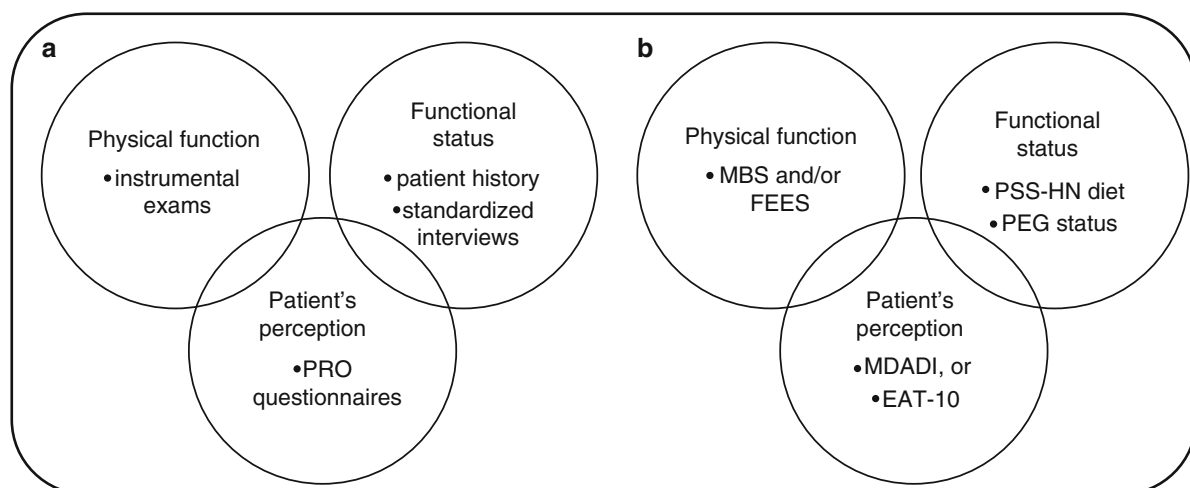 a
Physical function
•instrumental
exams
Functional
status
•patient history
•standardized
interviews
Patient's
perception
•PRO
questionnaires
b
Physical function
•MBS and/or
FEES
Functional
status
•PSS-HN diet
•PEG status
Patient's
perception
•MDADI, or
•EAT-10